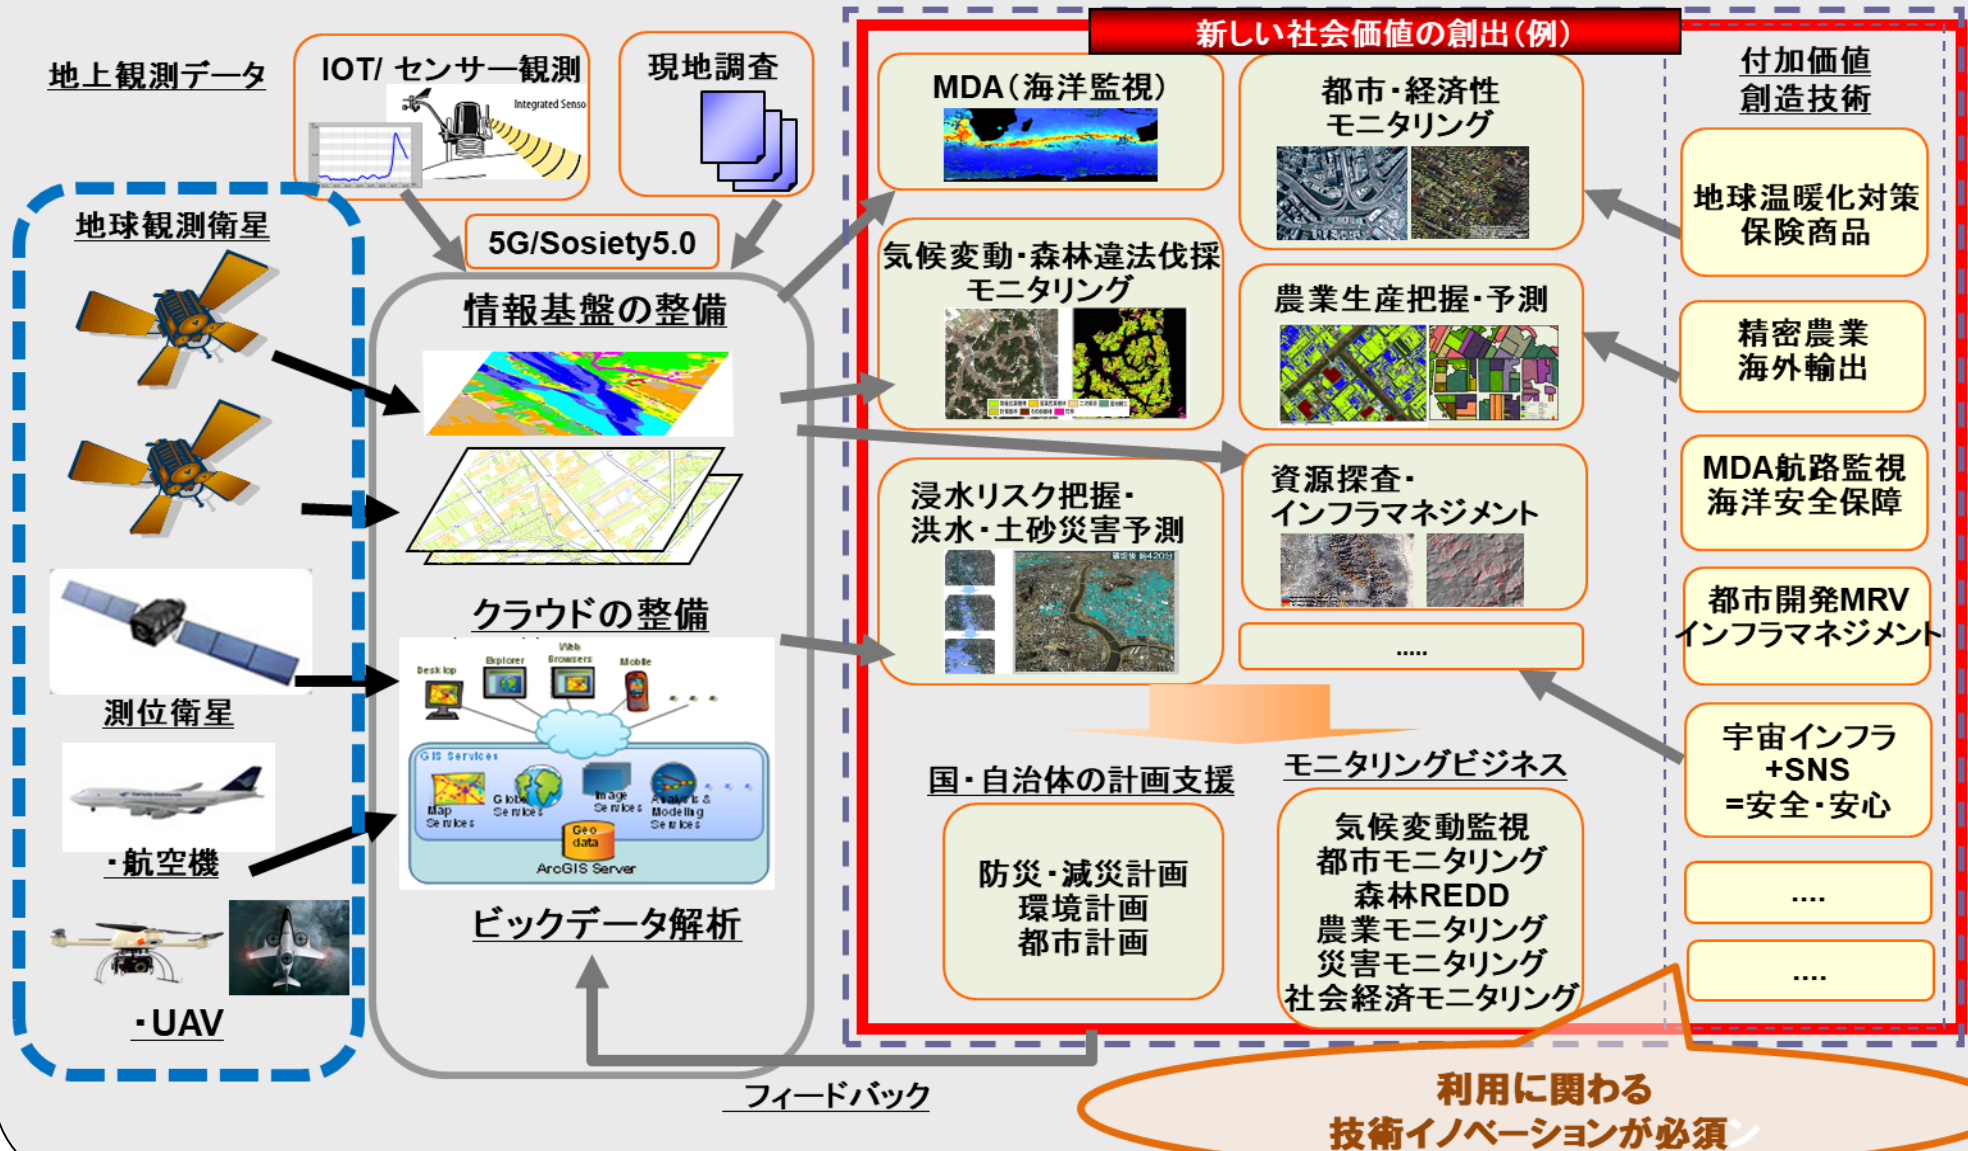 新しい社会価値の創出(例)
地上観測データ
IOT/ センサー観測
Integrated Senso
現地調査
5G/Sosiety5.0
地球観測衛星
測位衛星
・航空機
・UAV
情報基盤の整備
クラウドの整備
Desktop
Explorer
Web
Browsers
Mobile
GIS Services
Map
Services
Globe
Services
Image
Services
Analysis &
Modeling
Services
Geo
data
ArcGIS Server
ビックデータ解析
フィードバック
MDA(海洋監視)
都市・経済性
モニタリング
気候変動・森林違法伐採
モニタリング
農業生産把握・予測
浸水リスク把握・
洪水・土砂災害予測
破堤後 約420分
資源探査・
インフラマネジメント
.....
国・自治体の計画支援
防災・減災計画
環境計画
都市計画
モニタリングビジネス
気候変動監視
都市モニタリング
森林REDD
農業モニタリング
災害モニタリング
社会経済モニタリング
付加価値
創造技術
地球温暖化対策
保険商品
精密農業
海外輸出
MDA航路監視
海洋安全保障
都市開発MRV
インフラマネジメント
宇宙インフラ
+SNS
=安全・安心
....
....
利用に関わる
技術イノベーションが必須